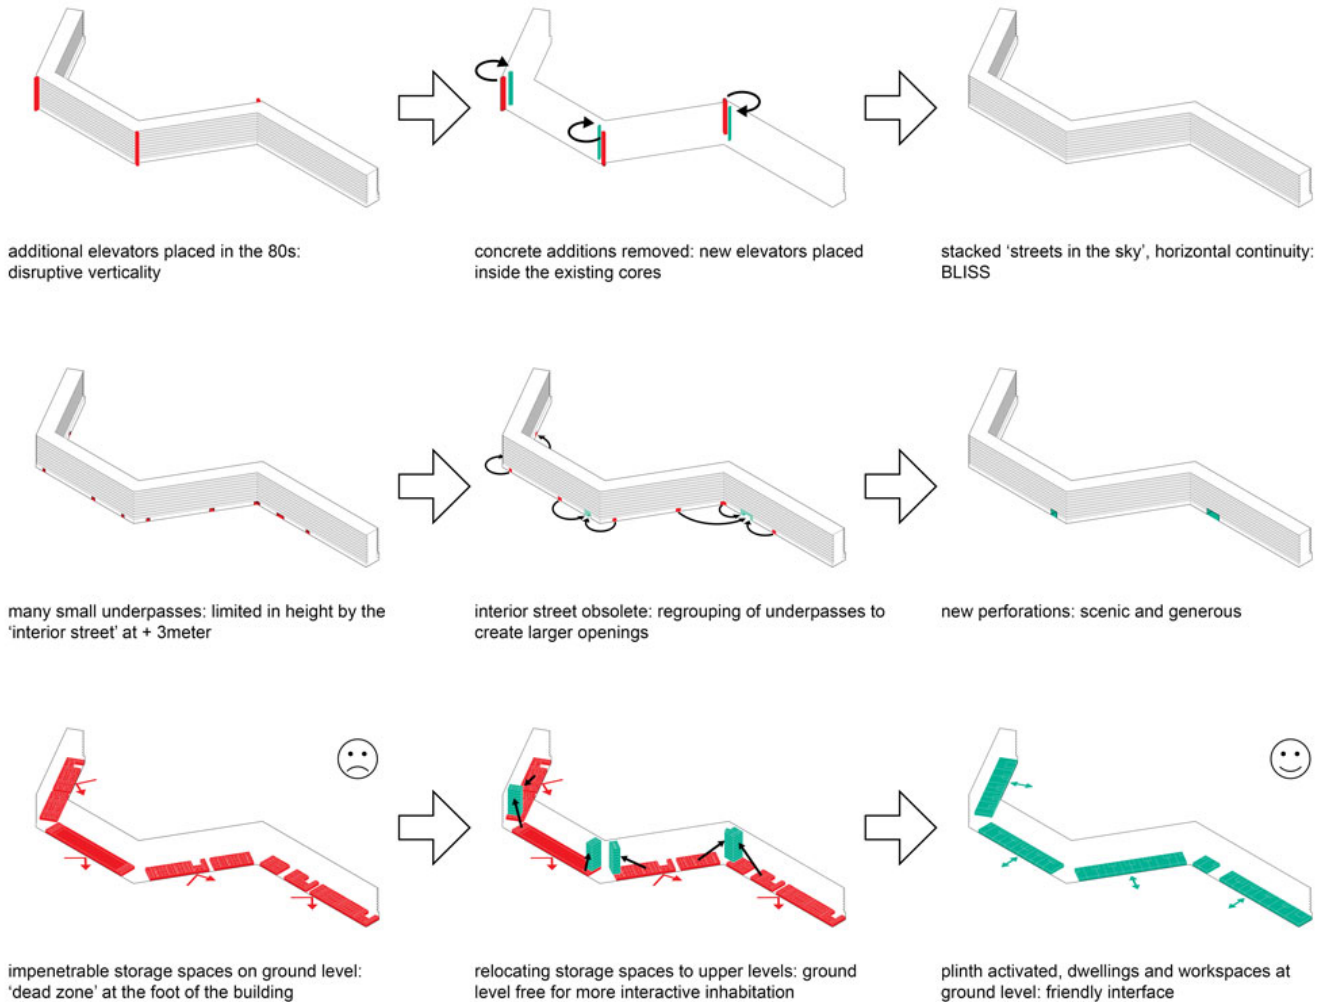 additional elevators placed in the 80s:
disruptive verticality
concrete additions removed: new elevators placed
inside the existing cores
stacked ‘streets in the sky’, horizontal continuity:
BLISS
many small underpasses: limited in height by the
‘interior street’ at + 3meter
interior street obsolete: regrouping of underpasses to
create larger openings
new perforations: scenic and generous
impenetrable storage spaces on ground level:
‘dead zone’ at the foot of the building
relocating storage spaces to upper levels: ground
level free for more interactive inhabitation
plinth activated, dwellings and workspaces at
ground level: friendly interface